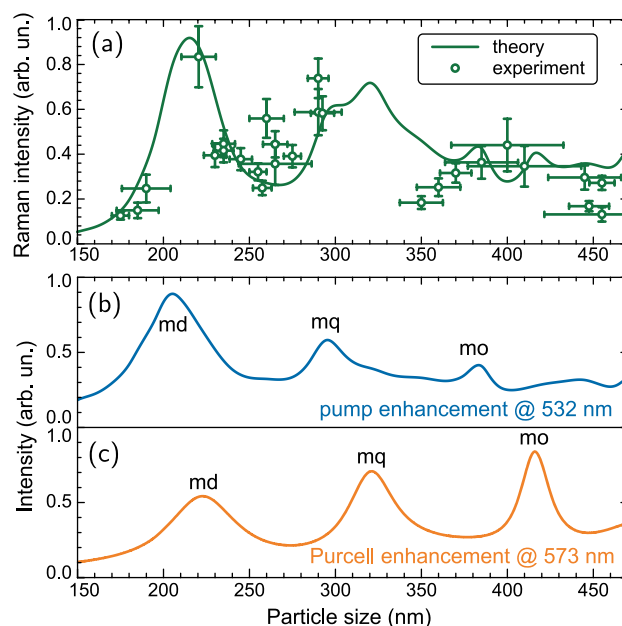 Raman intensity (arb. un.)
1.0
0.8
0.6
0.4
0.2
0.0
(a)
theory
experiment
150 200 250 300 350 400 450
Intensity (arb. un.)
1.0
0.5
0.0
(b)
md
mq
mo
pump enhancement @ 532 nm
1.0
0.5
0.0
(c)
md
mq
mo
Purcell enhancement @ 573 nm
150 200 250 300 350 400 450
Particle size (nm)